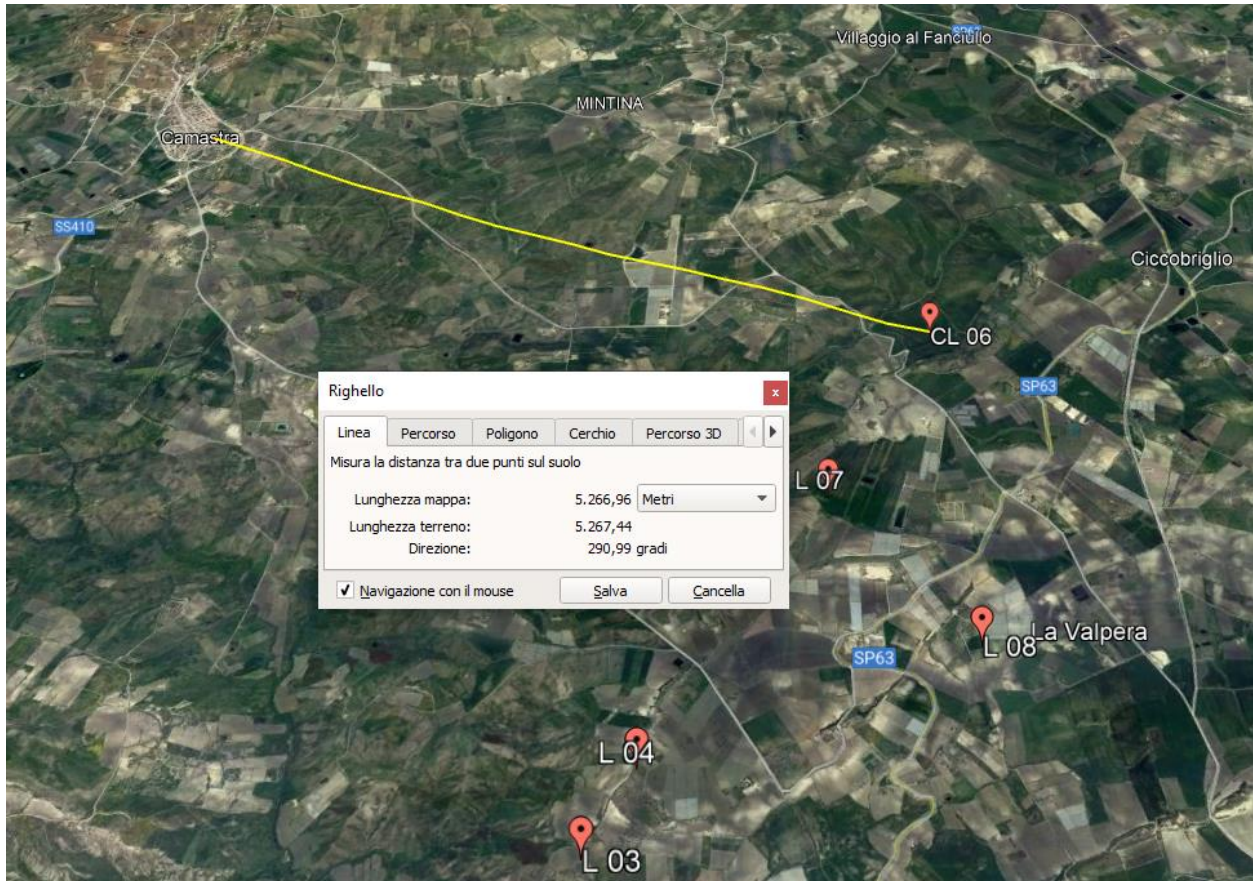 Villaggio al Fanciullo
MINTINA
Camastra
SS410
Ciccobriglio
CL 06
SP63
Righello
x
Linea
Percorso
Poligono
Cerchio
Percorso 3D
Misura la distanza tra due punti sul suolo
Lunghezza mappa: 5.266,96 Metri
Lunghezza terreno: 5.267,44
Direzione: 290,99 gradi
Navigazione con il mouse
Salva
Cancella
L 07
La Valpera
L 08
SP63
L 04
L 03